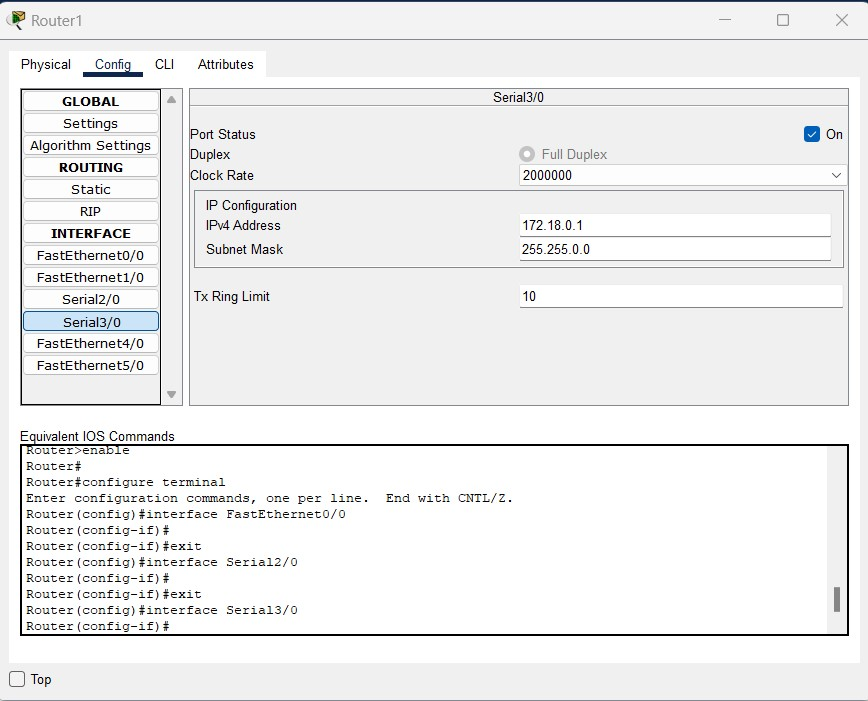 Router1
Physical Config CLI Attributes
GLOBAL
Settings
Algorithm Settings
ROUTING
Static
RIP
INTERFACE
FastEthernet0/0
FastEthernet1/0
Serial2/0
Serial3/0
FastEthernet4/0
FastEthernet5/0
Serial3/0
Port Status On
Duplex Full Duplex
Clock Rate 2000000
IP Configuration
IPv4 Address 172.18.0.1
Subnet Mask 255.255.0.0
Tx Ring Limit 10
Equivalent IOS Commands
Router>enable
Router#
Router#configure terminal
Enter configuration commands, one per line.  End with CNTL/Z.
Router(config)#interface FastEthernet0/0
Router(config-if)#
Router(config-if)#exit
Router(config)#interface Serial2/0
Router(config-if)#
Router(config-if)#exit
Router(config)#interface Serial3/0
Router(config-if)#
Top